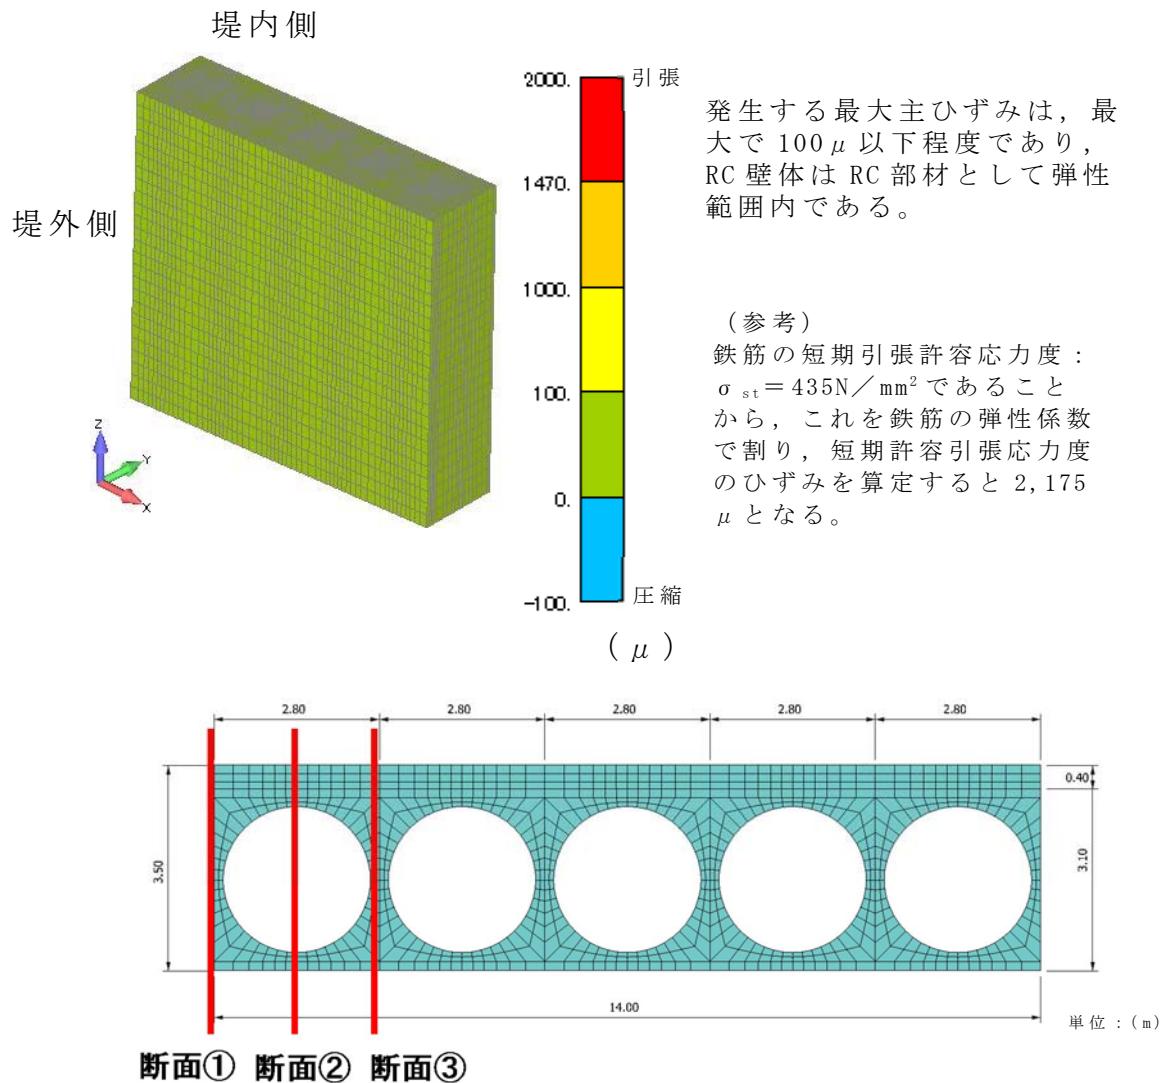 堤内側
堤外側
Z
Y
X
2000.
引張
1470.
1000.
100.
0.
-100.
圧縮
(μ)
発生する最大主ひずみは，最
大で100μ以下程度であり，
RC壁体はRC部材として弾性
範囲内である。
（参考）
鉄筋の短期引張許容応力度：
σst＝435N／mm²であること
から，これを鉄筋の弾性係数
で割り，短期許容引張応力度
のひずみを算定すると2,175
μとなる。
2.80 2.80 2.80 2.80 2.80
0.40
3.50
3.10
14.00
単位：(m)
断面① 断面② 断面③